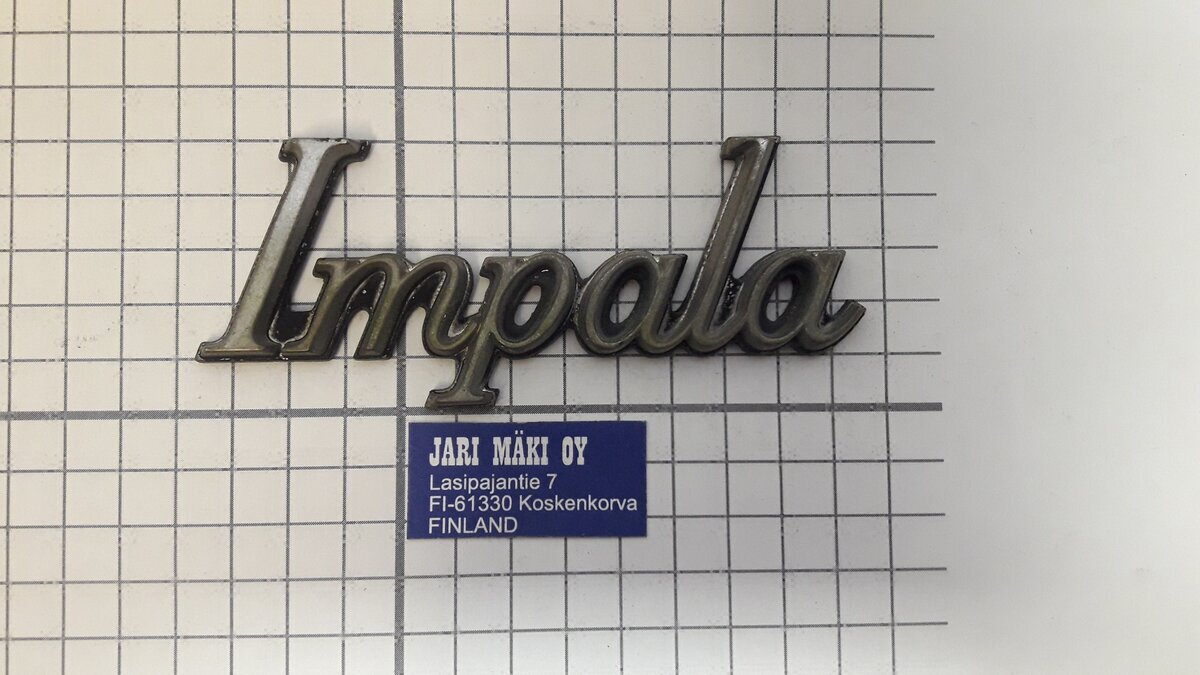 Impala
JARI MÄKI OY
Lasipajantie 7
FI-61330 Koskenkorva
FINLAND